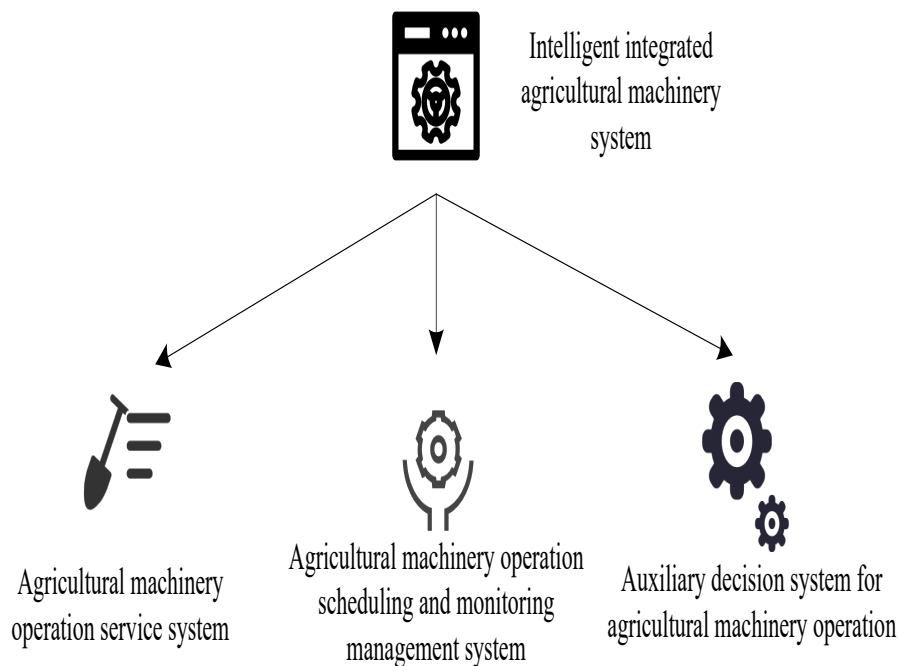 Intelligent integrated
agricultural machinery
system
Agricultural machinery
operation service system
Agricultural machinery operation
scheduling and monitoring
management system
Auxiliary decision system for
agricultural machinery operation